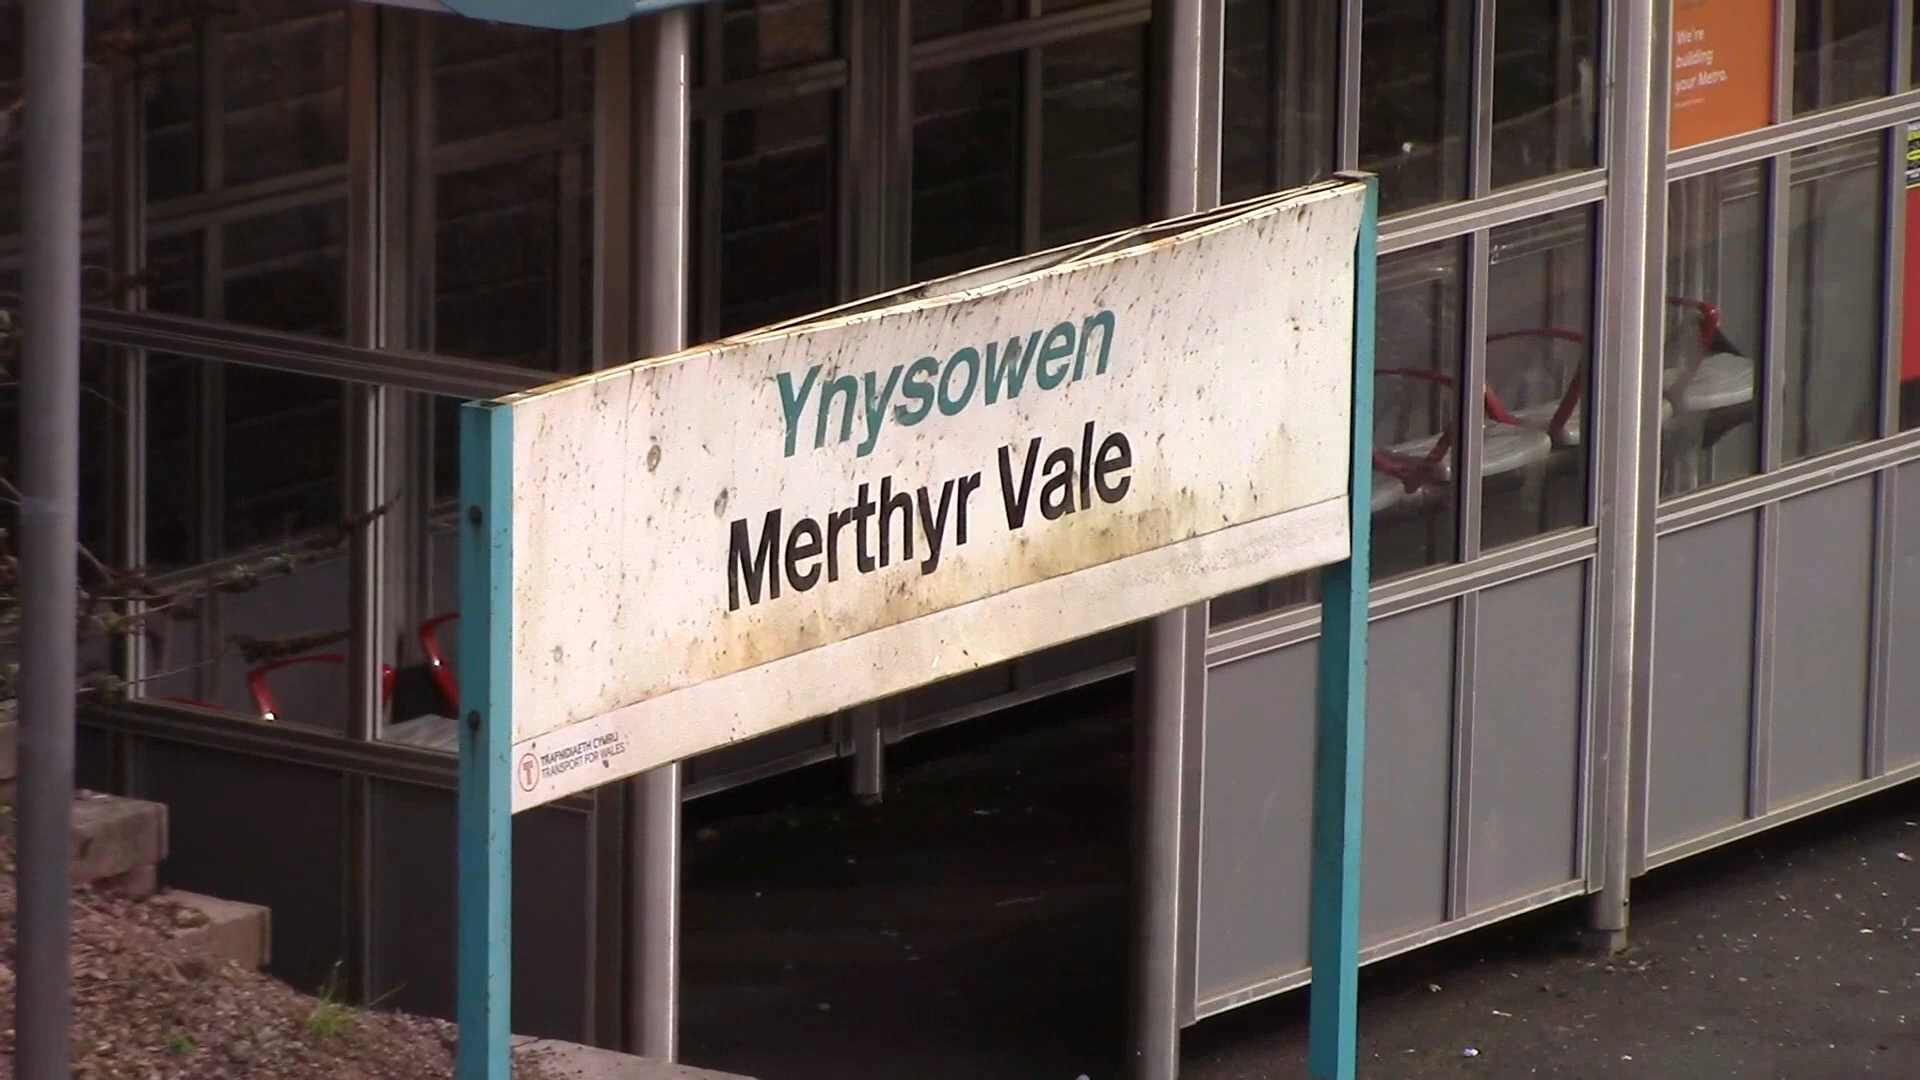 We're
building
your Metro.
Ynysowen
Merthyr Vale
TRAFNIDIAETH CYMRU
TRANSPORT FOR WALES